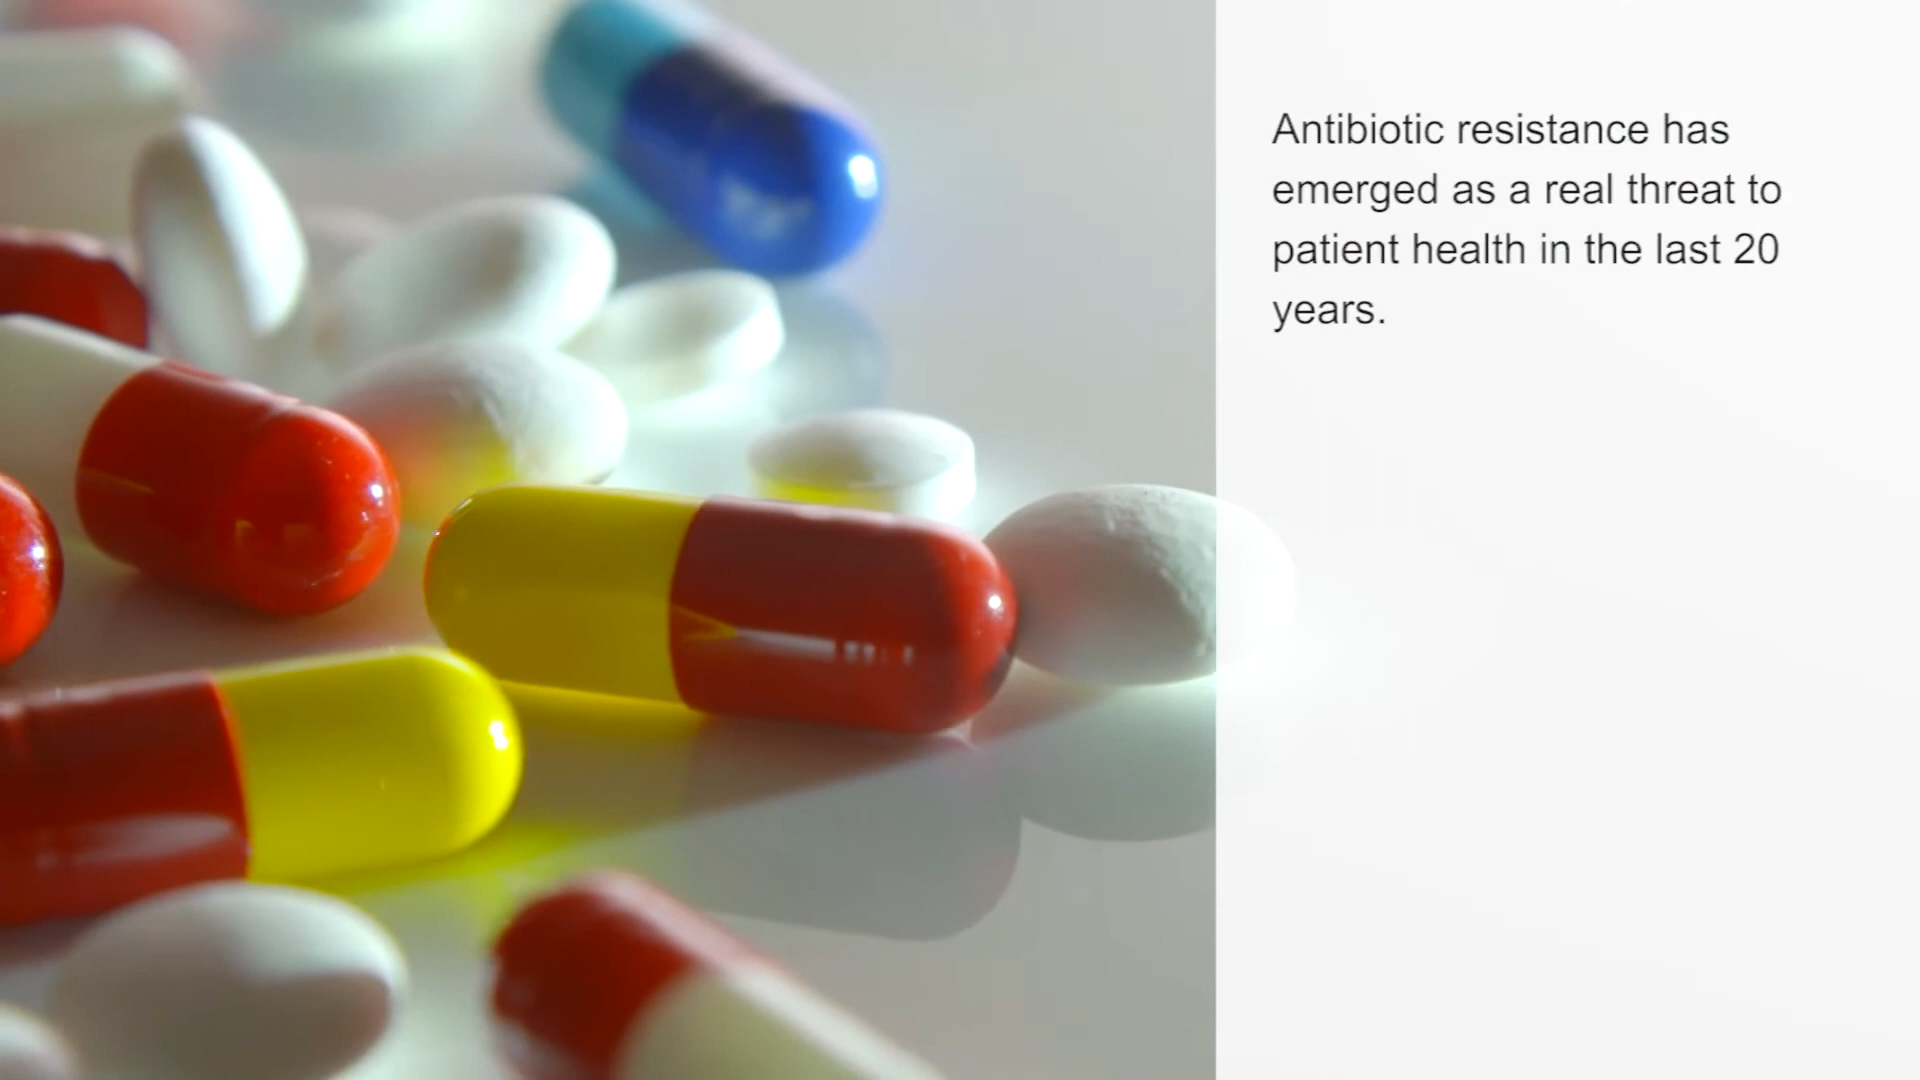 Antibiotic resistance has
emerged as a real threat to
patient health in the last 20
years.